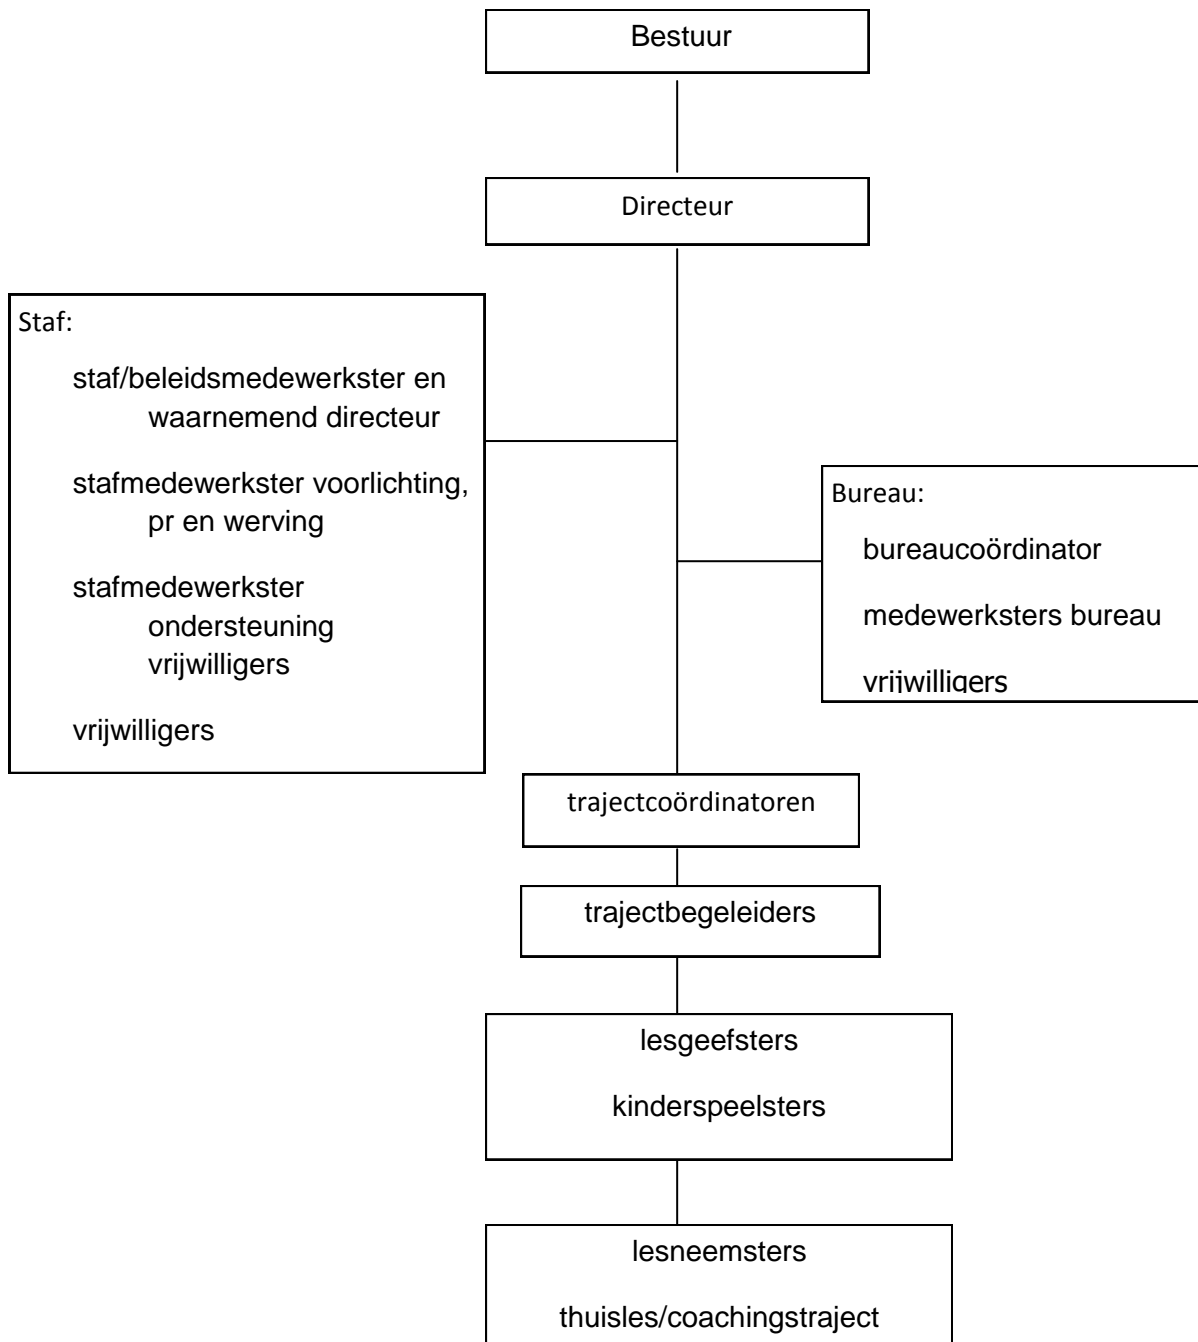 Bestuur
Directeur
Staf:
staf/beleidsmedewerkster en
waarnemend directeur
stafmedewerkster voorlichting,
pr en werving
stafmedewerkster
ondersteuning
vrijwilligers
vrijwilligers
Bureau:
bureaucoördinator
medewerksters bureau
vrijwilligers
trajectcoördinatoren
trajectbegeleiders
lesgeefsters
kinderspeelsters
lesneemsters
thuisles/coachingstraject